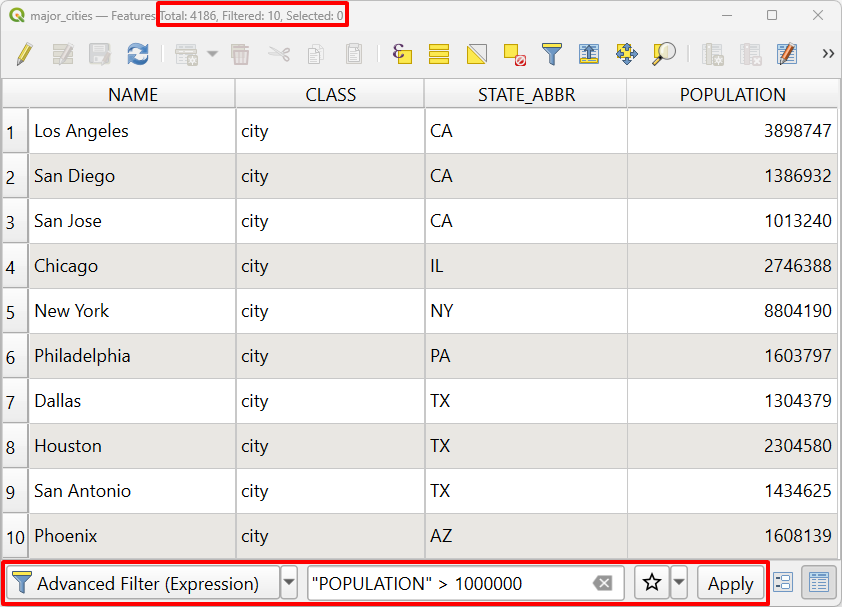 major_cities — Features Total: 4186, Filtered: 10, Selected: 0
NAME CLASS STATE_ABBR POPULATION
1 Los Angeles city CA 3898747
2 San Diego city CA 1386932
3 San Jose city CA 1013240
4 Chicago city IL 2746388
5 New York city NY 8804190
6 Philadelphia city PA 1603797
7 Dallas city TX 1304379
8 Houston city TX 2304580
9 San Antonio city TX 1434625
10 Phoenix city AZ 1608139
Advanced Filter (Expression) "POPULATION" > 1000000 Apply